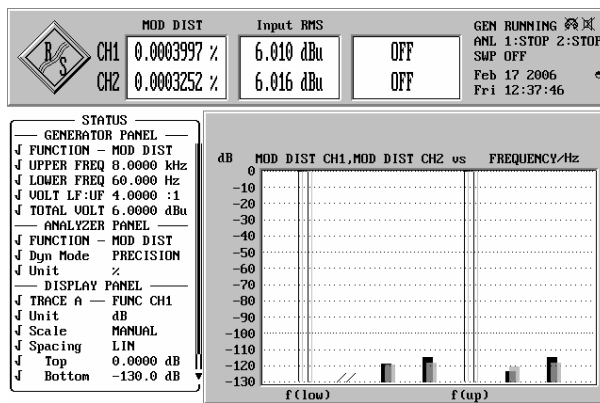 MOD DIST Input RMS
R S
CH1 0.0003997 % 6.010 dBu OFF
CH2 0.0003252 % 6.016 dBu OFF
GEN RUNNING
ANL 1:STOP 2:STOP
SWP OFF
Feb 17 2006
Fri 12:37:46
STATUS
GENERATOR PANEL
FUNCTION - MOD DIST
UPPER FREQ 8.0000 kHz
LOWER FREQ 60.000 Hz
VOLT LF:UF 4.0000 :1
TOTAL VOLT 6.0000 dBu
ANALYZER PANEL
FUNCTION - MOD DIST
Dyn Mode PRECISION
Unit %
DISPLAY PANEL
TRACE A — FUNC CH1
Unit dB
Scale MANUAL
Spacing LIN
Top 0.0000 dB
Bottom -130.0 dB
dB MOD DIST CH1,MOD DIST CH2 vs FREQUENCY/Hz
0
-10
-20
-30
-40
-50
-60
-70
-80
-90
-100
-110
-120
-130
f(low) f(up)